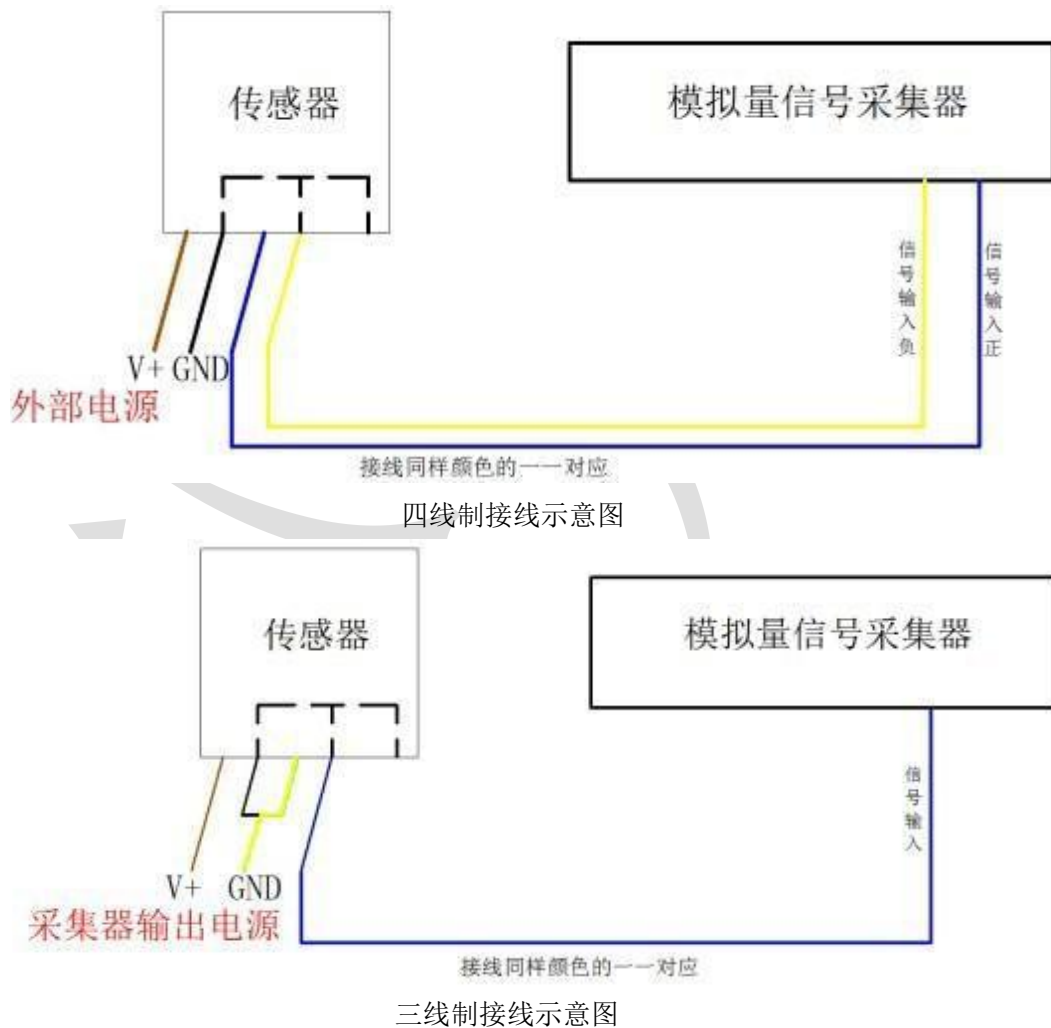 传感器
模拟量信号采集器
信号输入负
信号输入正
V+ GND
外部电源
接线同样颜色的一一对应
四线制接线示意图
传感器
模拟量信号采集器
信号输入
V+ GND
采集器输出电源
接线同样颜色的一一对应
三线制接线示意图